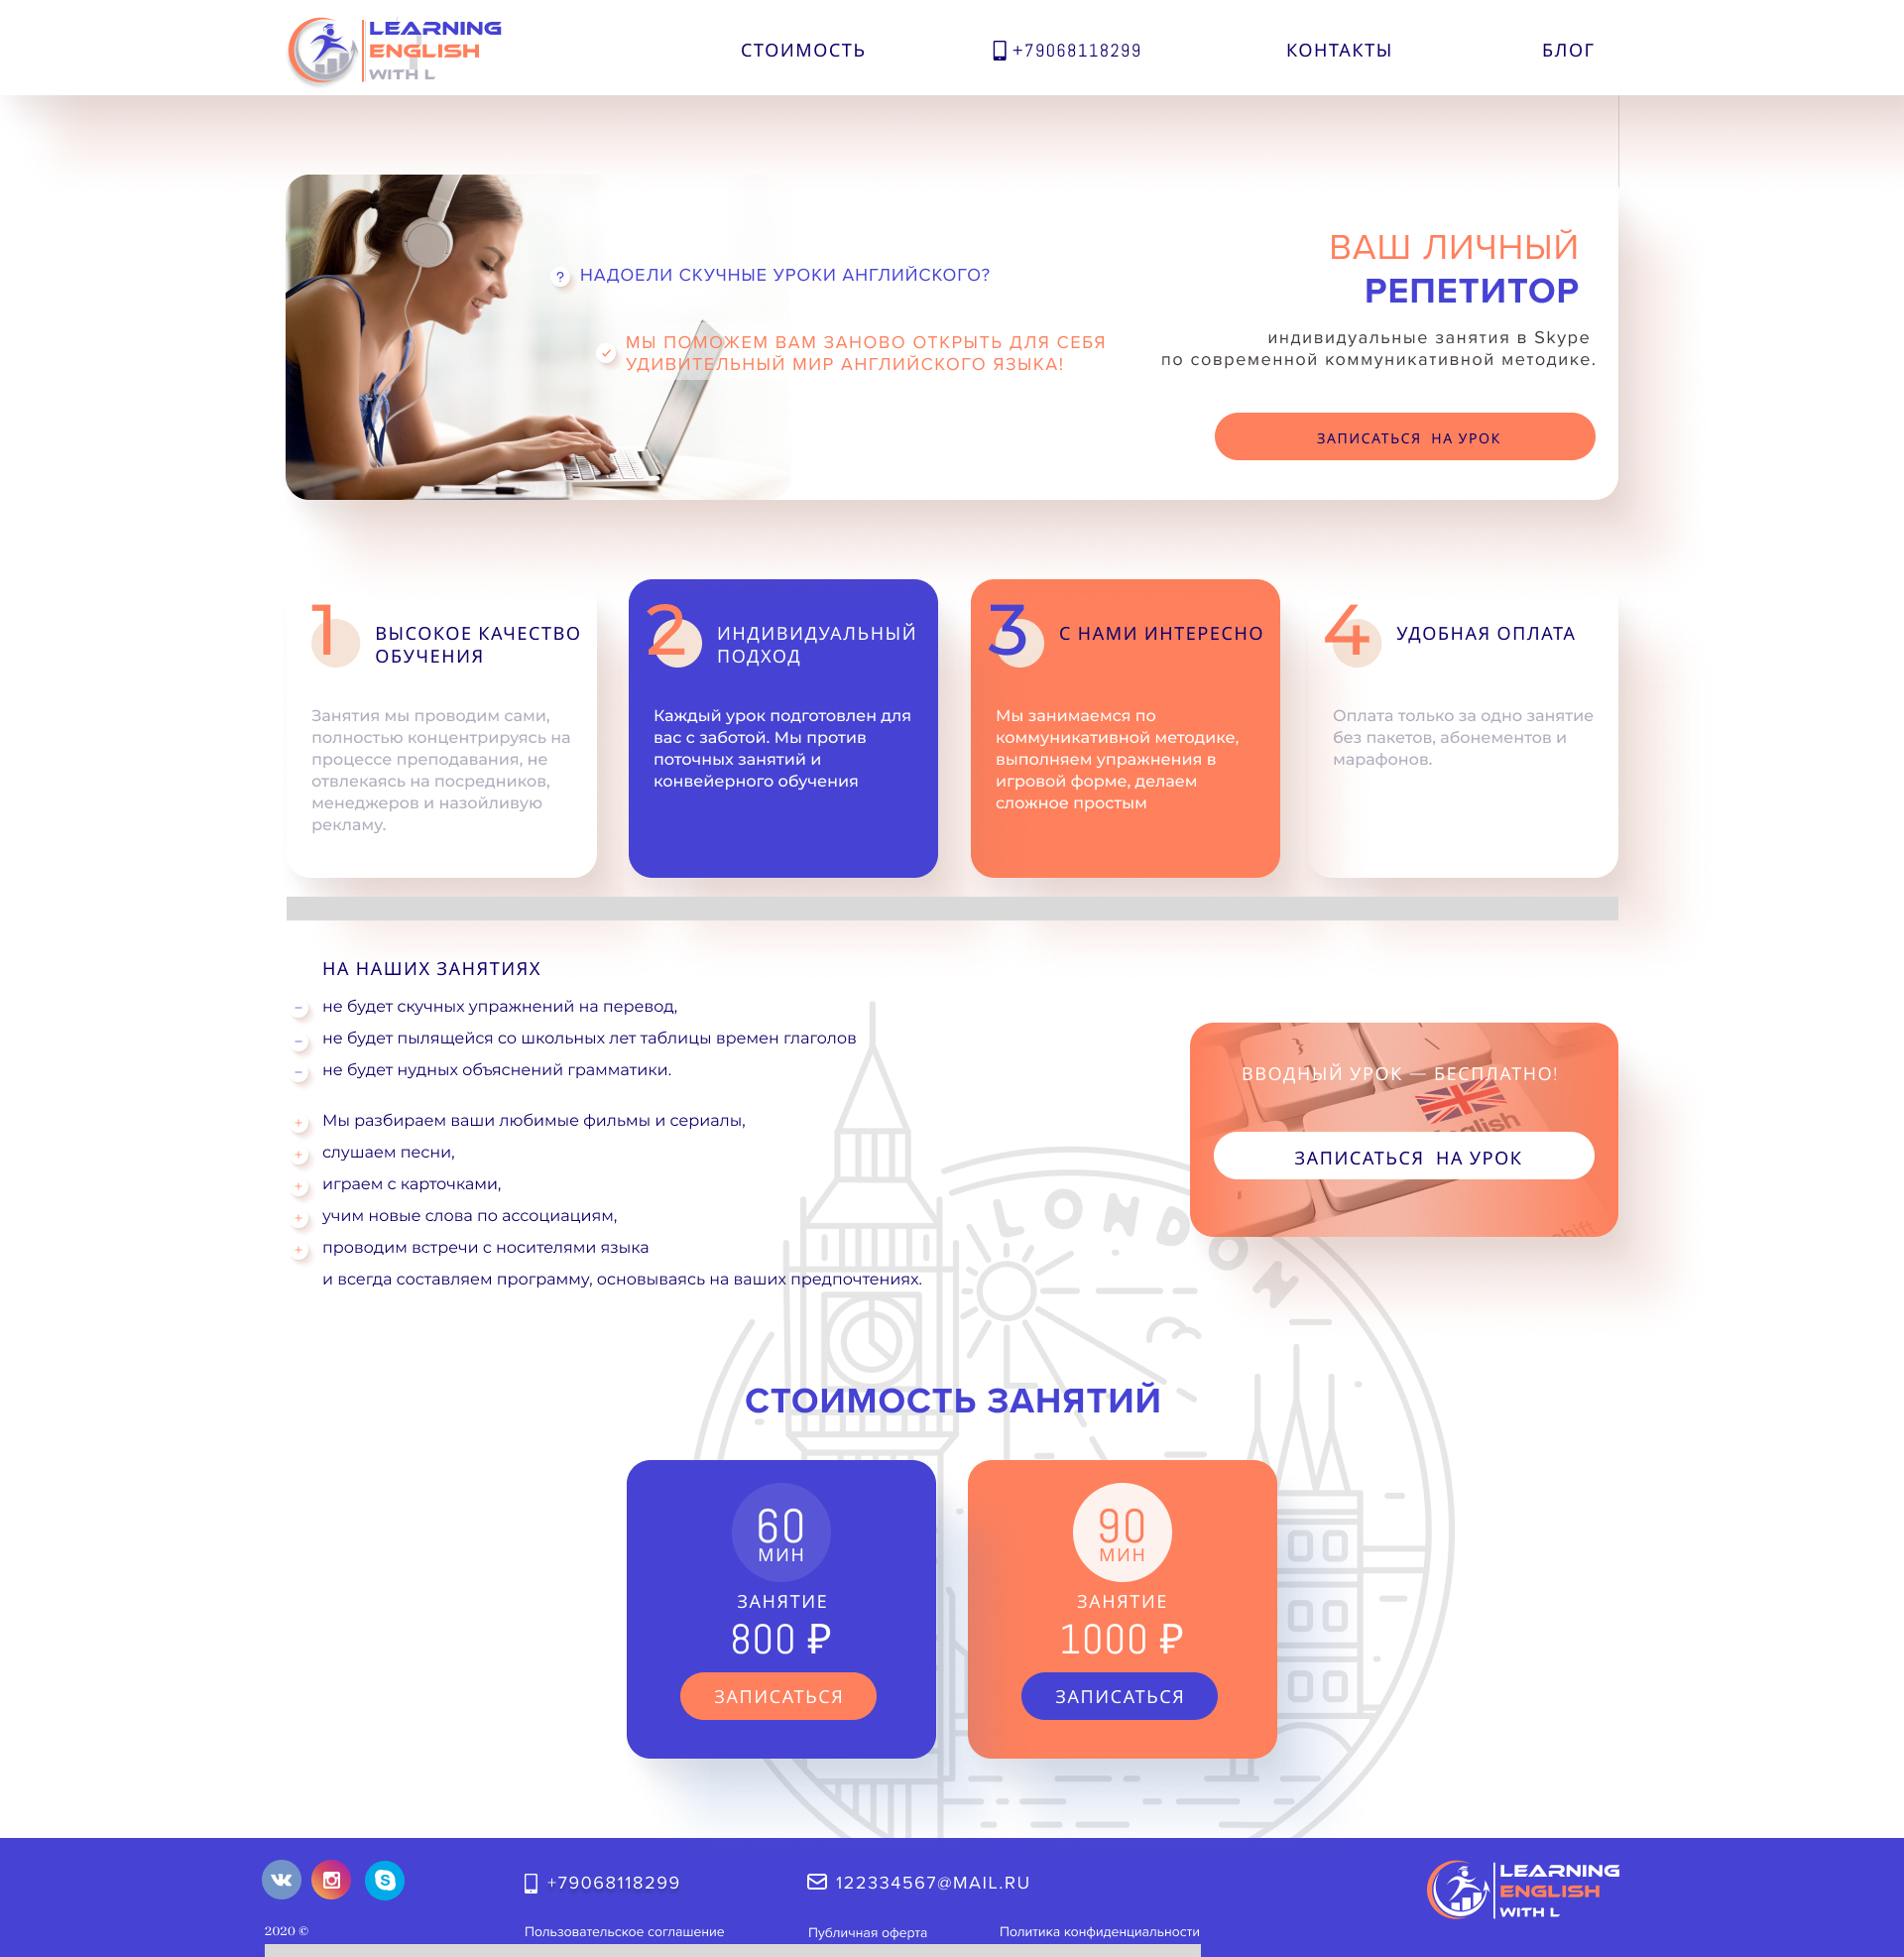 LEARNING
ENGLISH
WITH L
СТОИМОСТЬ
+79068118299
КОНТАКТЫ
БЛОГ
ВАШ ЛИЧНЫЙ
РЕПЕТИТОР
? НАДОЕЛИ СКУЧНЫЕ УРОКИ АНГЛИЙСКОГО?
МЫ ПОМОЖЕМ ВАМ ЗАНОВО ОТКРЫТЬ ДЛЯ СЕБЯ
УДИВИТЕЛЬНЫЙ МИР АНГЛИЙСКОГО ЯЗЫКА!
индивидуальные занятия в Skype
по современной коммуникативной методике.
ЗАПИСАТЬСЯ НА УРОК
1
ВЫСОКОЕ КАЧЕСТВО
ОБУЧЕНИЯ
Занятия мы проводим сами,
полностью концентрируясь на
процессе преподавания, не
отвлекаясь на посредников,
менеджеров и назойливую
рекламу.
2
ИНДИВИДУАЛЬНЫЙ
ПОДХОД
Каждый урок подготовлен для
вас с заботой. Мы против
поточных занятий и
конвейерного обучения
3
С НАМИ ИНТЕРЕСНО
Мы занимаемся по
коммуникативной методике,
выполняем упражнения в
игровой форме, делаем
сложное простым
4
УДОБНАЯ ОПЛАТА
Оплата только за одно занятие
без пакетов, абонементов и
марафонов.
НА НАШИХ ЗАНЯТИЯХ
− не будет скучных упражнений на перевод,
− не будет пылящейся со школьных лет таблицы времен глаголов
− не будет нудных объяснений грамматики.
+ Мы разбираем ваши любимые фильмы и сериалы,
+ слушаем песни,
+ играем с карточками,
+ учим новые слова по ассоциациям,
+ проводим встречи с носителями языка
и всегда составляем программу, основываясь на ваших предпочтениях.
ВВОДНЫЙ УРОК — БЕСПЛАТНО!
ЗАПИСАТЬСЯ НА УРОК
shift
LONDON
СТОИМОСТЬ ЗАНЯТИЙ
60
МИН
ЗАНЯТИЕ
800 ₽
ЗАПИСАТЬСЯ
90
МИН
ЗАНЯТИЕ
1000 ₽
ЗАПИСАТЬСЯ
+79068118299
122334567@MAIL.RU
LEARNING
ENGLISH
WITH L
2020 ©
Пользовательское соглашение
Публичная оферта
Политика конфиденциальности